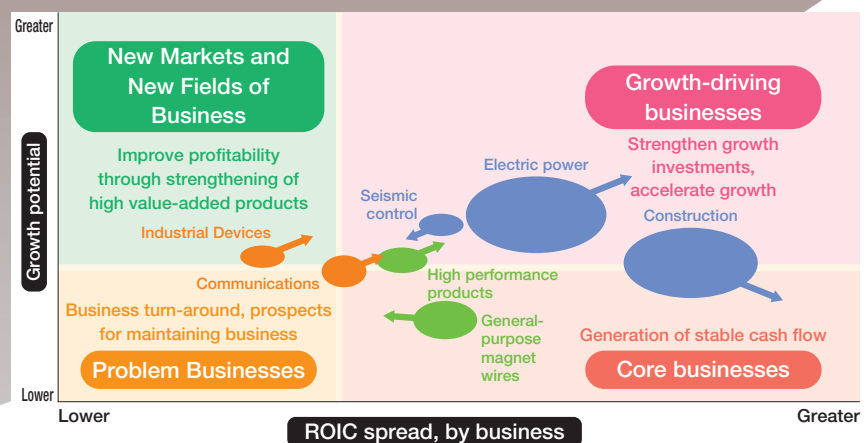 Greater
New Markets and
New Fields of
Business
Improve profitability
through strengthening of
high value-added products
Growth-driving
businesses
Strengthen growth
investments,
accelerate growth
Electric power
Seismic
control
Construction
Industrial Devices
Communications
High performance
products
General-
purpose
magnet
wires
Growth potential
Business turn-around, prospects
for maintaining business
Problem Businesses
Generation of stable cash flow
Core businesses
Lower
Lower
Greater
ROIC spread, by business